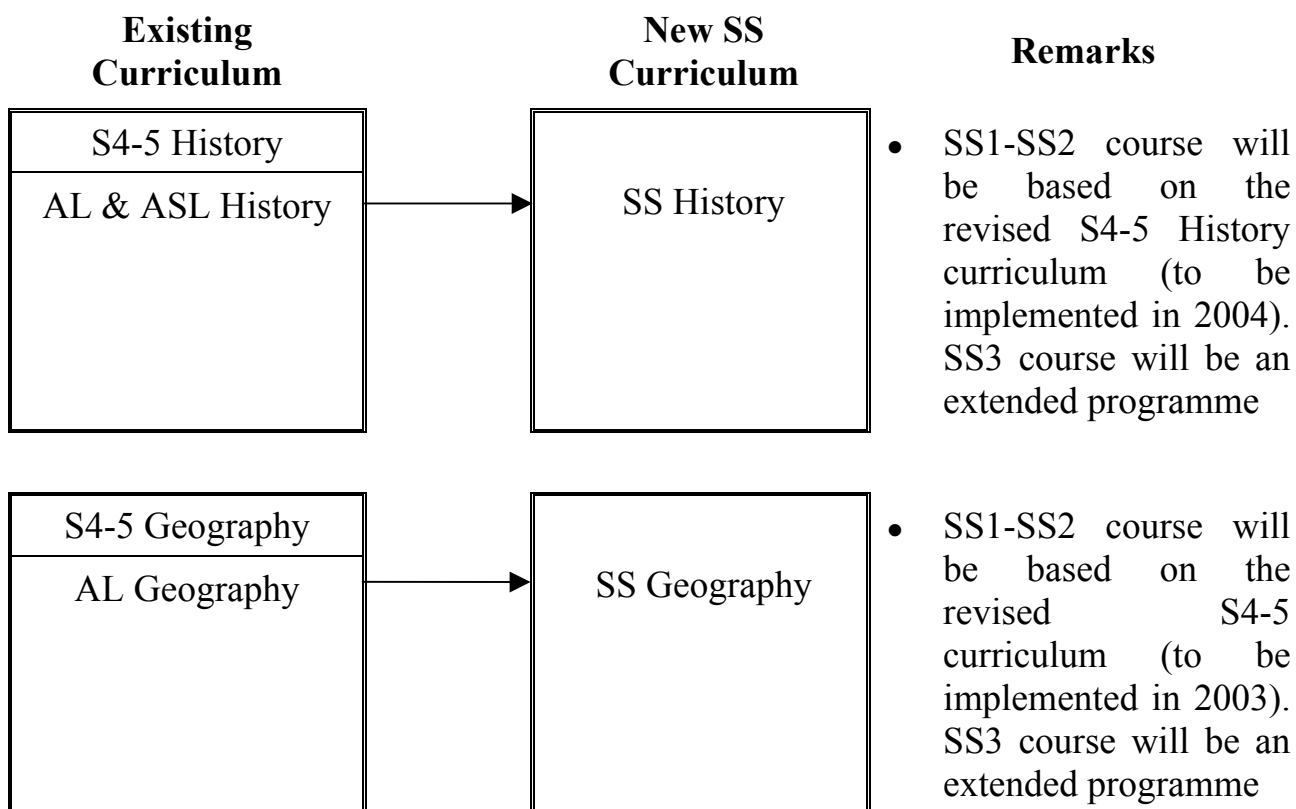 Existing
Curriculum
New SS
Curriculum
Remarks
S4-5 History
AL & ASL History
SS History
• SS1-SS2 course will
be based on the
revised S4-5 History
curriculum (to be
implemented in 2004).
SS3 course will be an
extended programme
S4-5 Geography
AL Geography
SS Geography
• SS1-SS2 course will
be based on the
revised S4-5
curriculum (to be
implemented in 2003).
SS3 course will be an
extended programme